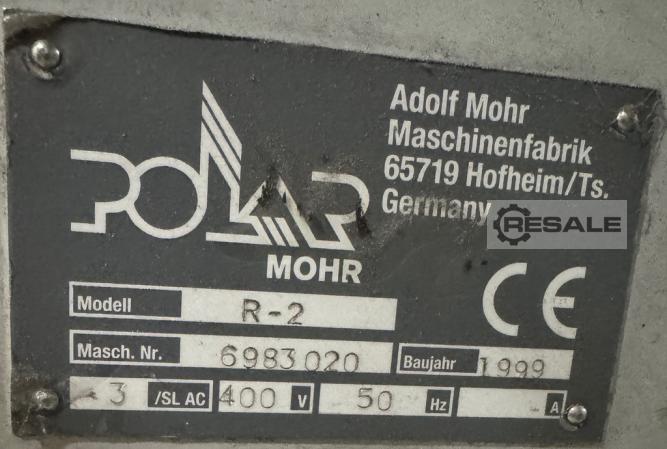 POLAR
MOHR
Adolf Mohr
Maschinenfabrik
65719 Hofheim/Ts.
Germany
RESALE
CE
Modell R-2
Masch. Nr. 6983020 Baujahr 1999
3 /SL AC 400 V 50 Hz - A